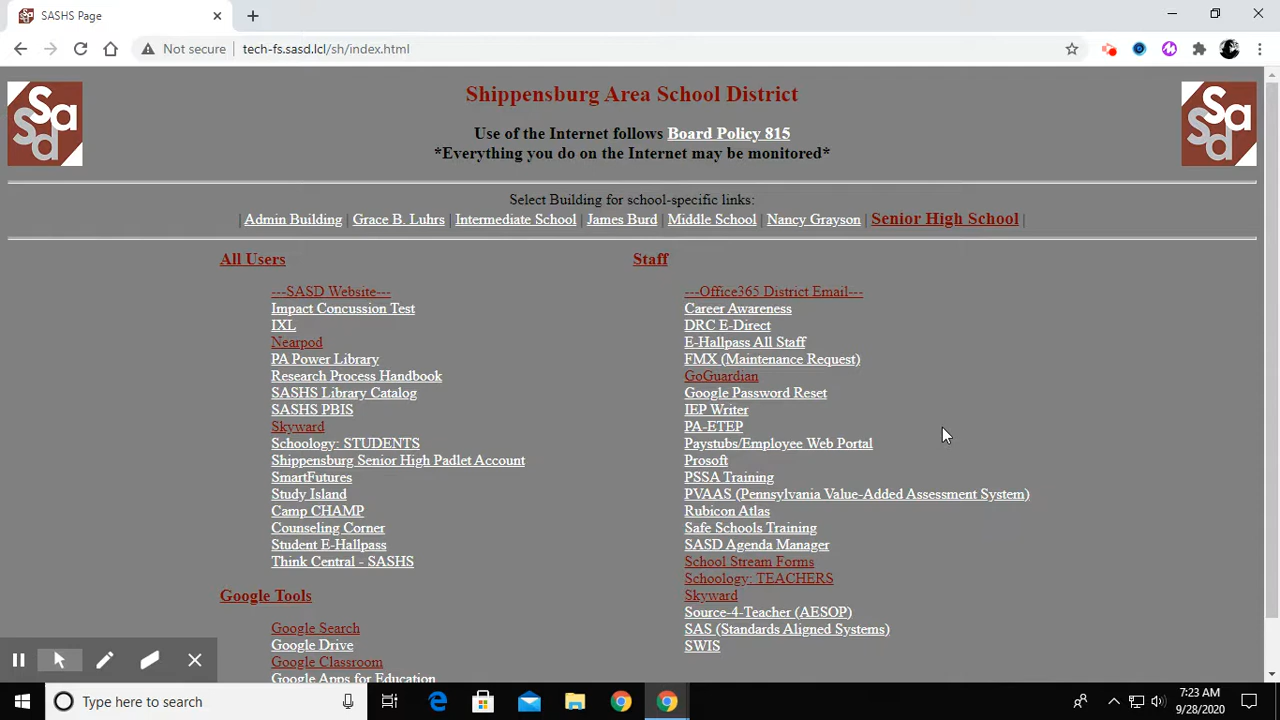 SASHS Page
Not secure
tech-fs.sasd.lcl/sh/index.html
Sa
sd
Shippensburg Area School District
Sa
sd
Use of the Internet follows Board Policy 815
*Everything you do on the Internet may be monitored*
Select Building for school-specific links:
| Admin Building | Grace B. Luhrs | Intermediate School | James Burd | Middle School | Nancy Grayson | Senior High School |
All Users
---SASD Website---
Impact Concussion Test
IXL
Nearpod
PA Power Library
Research Process Handbook
SASHS Library Catalog
SASHS PBIS
Skyward
Schoology: STUDENTS
Shippensburg Senior High Padlet Account
SmartFutures
Study Island
Camp CHAMP
Counseling Corner
Student E-Hallpass
Think Central - SASHS
Google Tools
Google Search
Google Drive
Google Classroom
Google Apps for Education
Staff
---Office365 District Email---
Career Awareness
DRC E-Direct
E-Hallpass All Staff
FMX (Maintenance Request)
GoGuardian
Google Password Reset
IEP Writer
PA-ETEP
Paystubs/Employee Web Portal
Prosoft
PSSA Training
PVAAS (Pennsylvania Value-Added Assessment System)
Rubicon Atlas
Safe Schools Training
SASD Agenda Manager
School Stream Forms
Schoology: TEACHERS
Skyward
Source-4-Teacher (AESOP)
SAS (Standards Aligned Systems)
SWIS
Type here to search
7:23 AM
9/28/2020